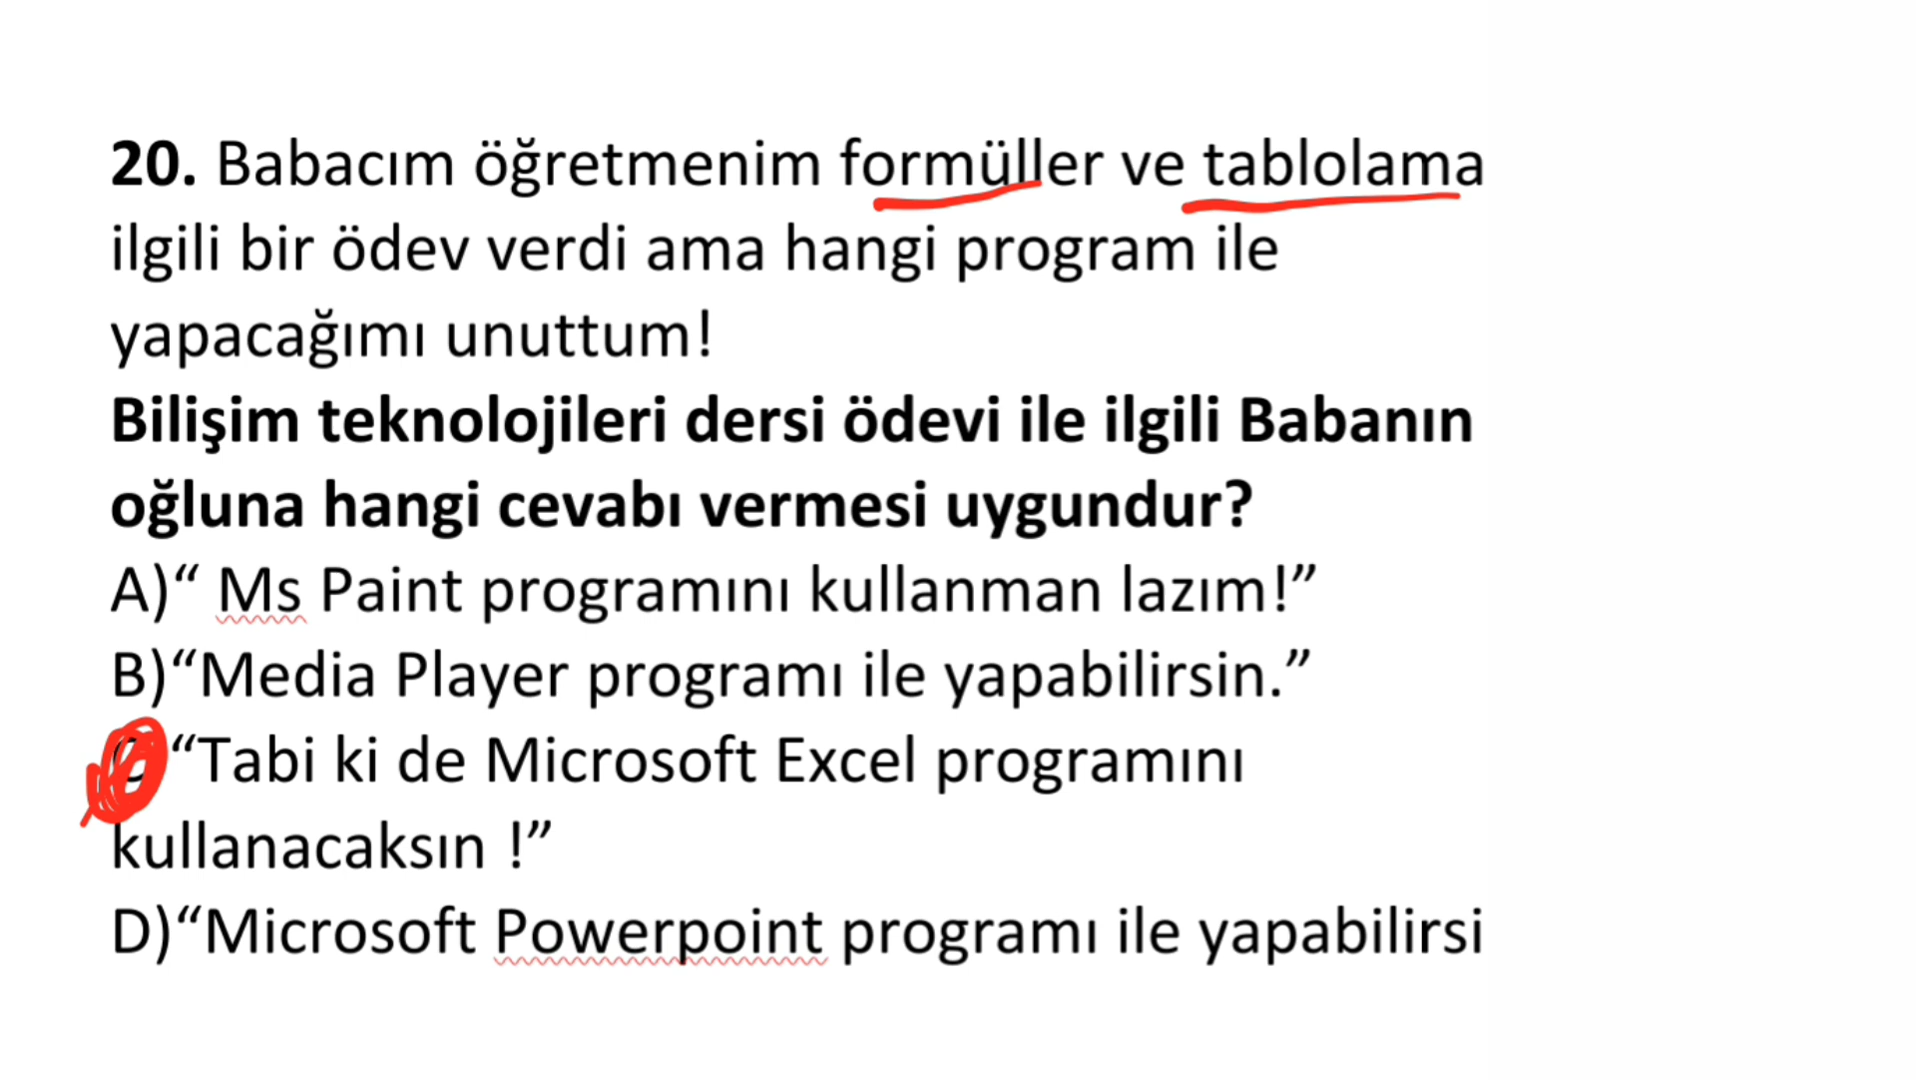 20. Babacım öğretmenim formüller ve tablolama
ilgili bir ödev verdi ama hangi program ile
yapacağımı unuttum!
Bilişim teknolojileri dersi ödevi ile ilgili Babanın
oğluna hangi cevabı vermesi uygundur?
A)“ Ms Paint programını kullanman lazım!”
B)“Media Player programı ile yapabilirsin.”
C)“Tabi ki de Microsoft Excel programını
kullanacaksın !”
D)“Microsoft Powerpoint programı ile yapabilirsi